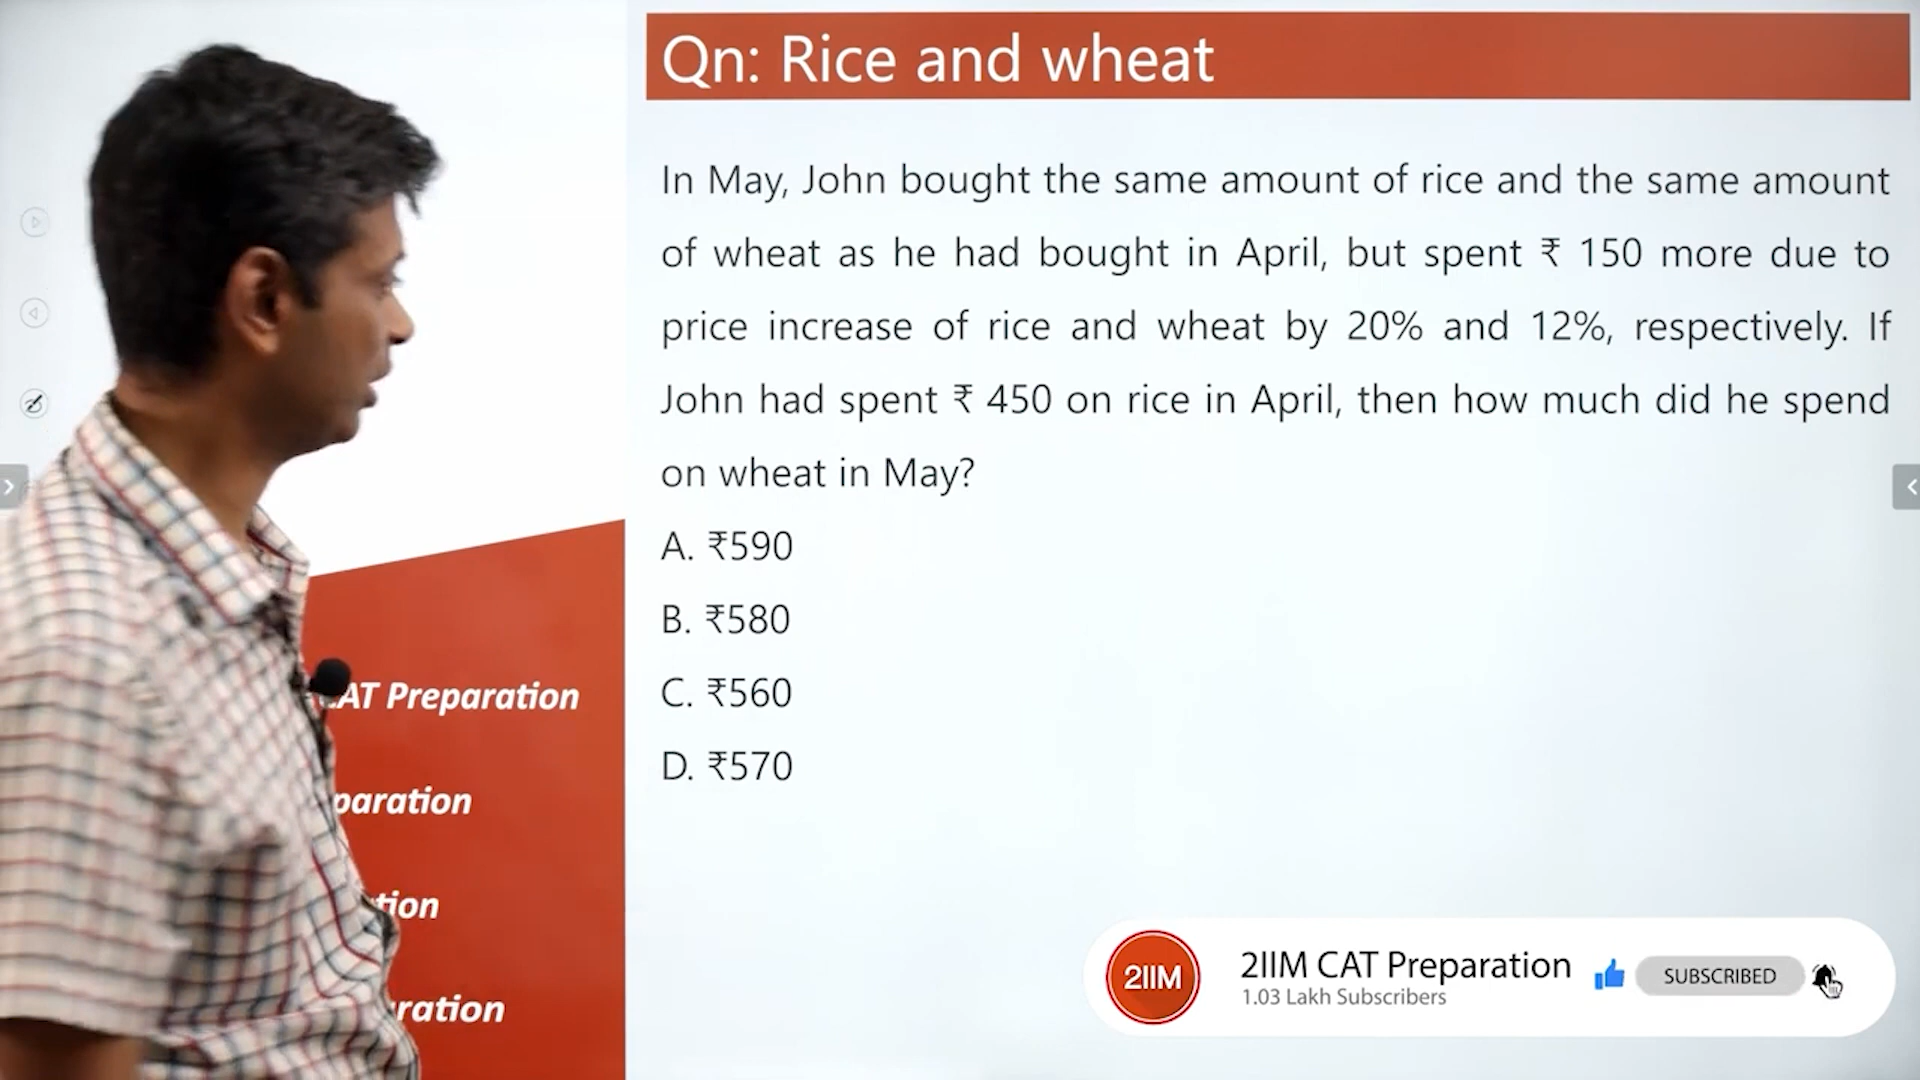 Qn: Rice and wheat
In May, John bought the same amount of rice and the same amount
of wheat as he had bought in April, but spent ₹ 150 more due to
price increase of rice and wheat by 20% and 12%, respectively. If
John had spent ₹ 450 on rice in April, then how much did he spend
on wheat in May?
A. ₹590
B. ₹580
C. ₹560
D. ₹570
CAT Preparation
paration
tion
ration
2IIM
2IIM CAT Preparation
1.03 Lakh Subscribers
SUBSCRIBED